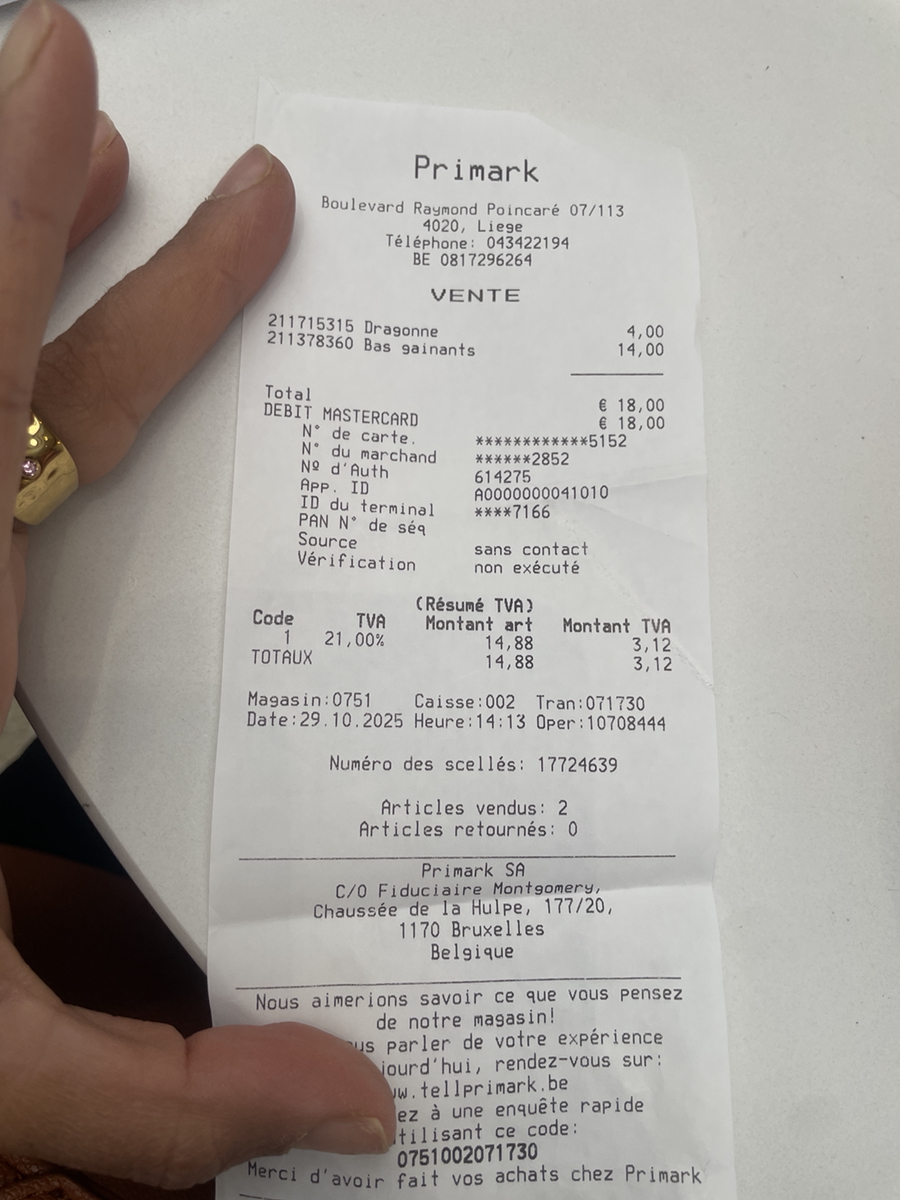 Primark
Boulevard Raymond Poincaré 07/113
4020, Liege
Téléphone: 043422194
BE 0817296264
VENTE
211715315 Dragonne 4,00
211378360 Bas gainants 14,00
Total € 18,00
DEBIT MASTERCARD € 18,00
N° de carte. ************5152
N° du marchand ******2852
Nº d'Auth 614275
App. ID A0000000041010
ID du terminal ****7166
PAN N° de séq
Source sans contact
Vérification non exécuté
(Résumé TVA)
Code TVA Montant art Montant TVA
1 21,00% 14,88 3,12
TOTAUX 14,88 3,12
Magasin:0751 Caisse:002 Tran:071730
Date:29.10.2025 Heure:14:13 Oper:10708444
Numéro des scellés: 17724639
Articles vendus: 2
Articles retournés: 0
Primark SA
C/O Fiduciaire Montgomery,
Chaussée de la Hulpe, 177/20,
1170 Bruxelles
Belgique
Nous aimerions savoir ce que vous pensez
de notre magasin!
parler de votre expérience
rendez-vous sur:
.tellprimark.be
à une enquête rapide
ce code:
0751002071730
Merci d'avoir fait vos achats chez Primark